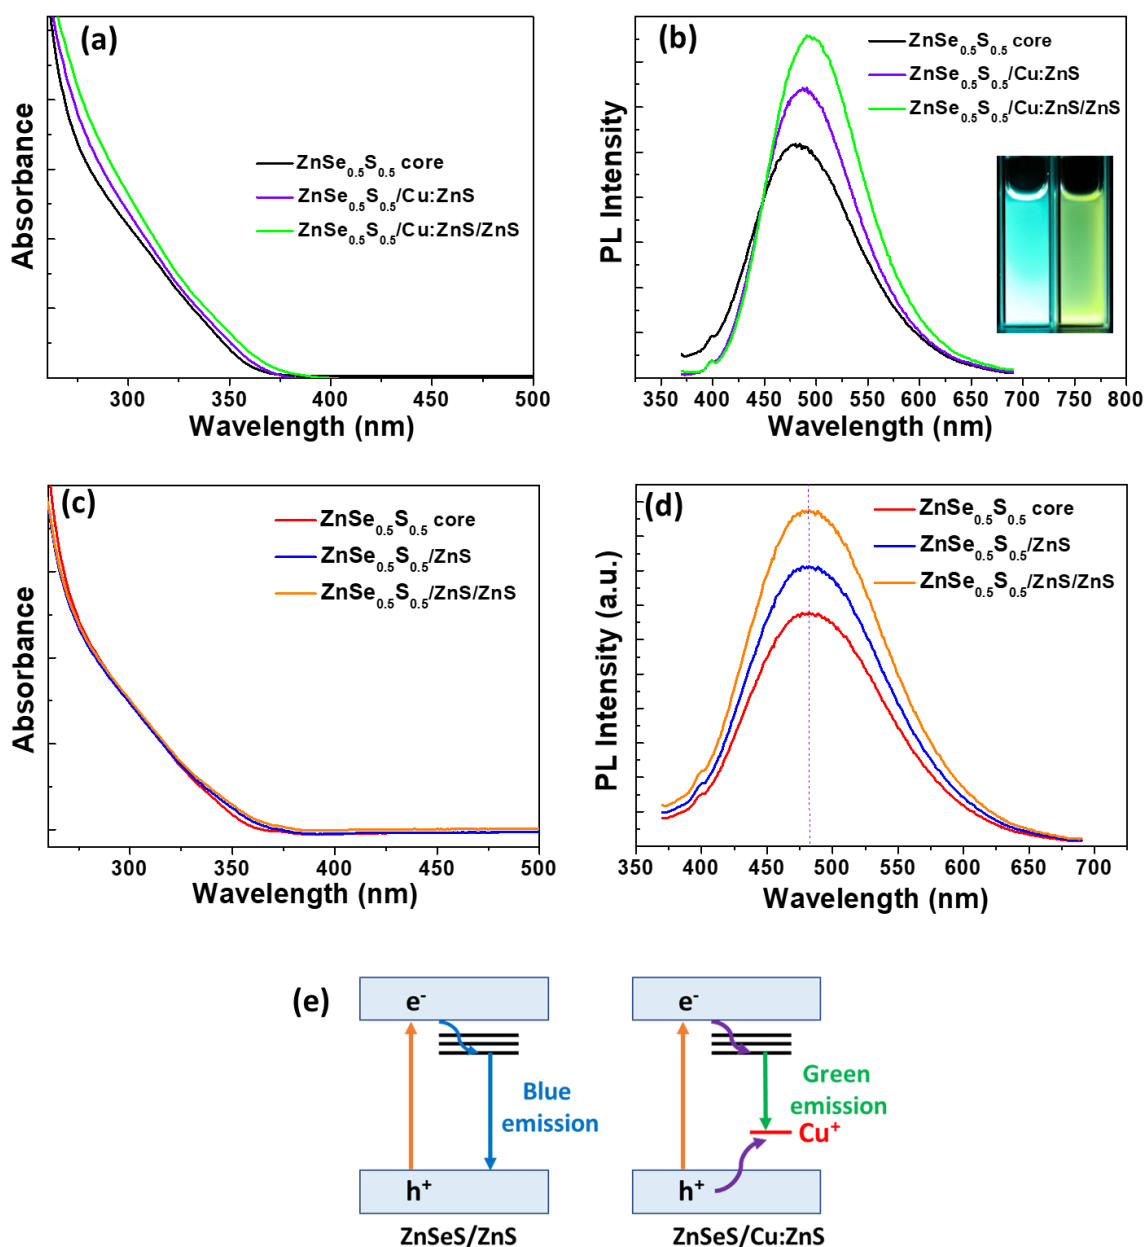 (a)
ZnSe0.5S0.5 core
ZnSe0.5S0.5/Cu:ZnS
ZnSe0.5S0.5/Cu:ZnS/ZnS
Absorbance
300 350 400 450 500
Wavelength (nm)
(b)
ZnSe0.5S0.5 core
ZnSe0.5S0.5/Cu:ZnS
ZnSe0.5S0.5/Cu:ZnS/ZnS
PL Intensity
350 400 450 500 550 600 650 700 750 800
Wavelength (nm)
(c)
ZnSe0.5S0.5 core
ZnSe0.5S0.5/ZnS
ZnSe0.5S0.5/ZnS/ZnS
Absorbance
300 350 400 450 500
Wavelength (nm)
(d)
ZnSe0.5S0.5 core
ZnSe0.5S0.5/ZnS
ZnSe0.5S0.5/ZnS/ZnS
PL Intensity (a.u.)
350 400 450 500 550 600 650 700
Wavelength (nm)
(e)
e-
Blue
emission
h+
ZnSeS/ZnS
e-
Green
emission
Cu+
h+
ZnSeS/Cu:ZnS